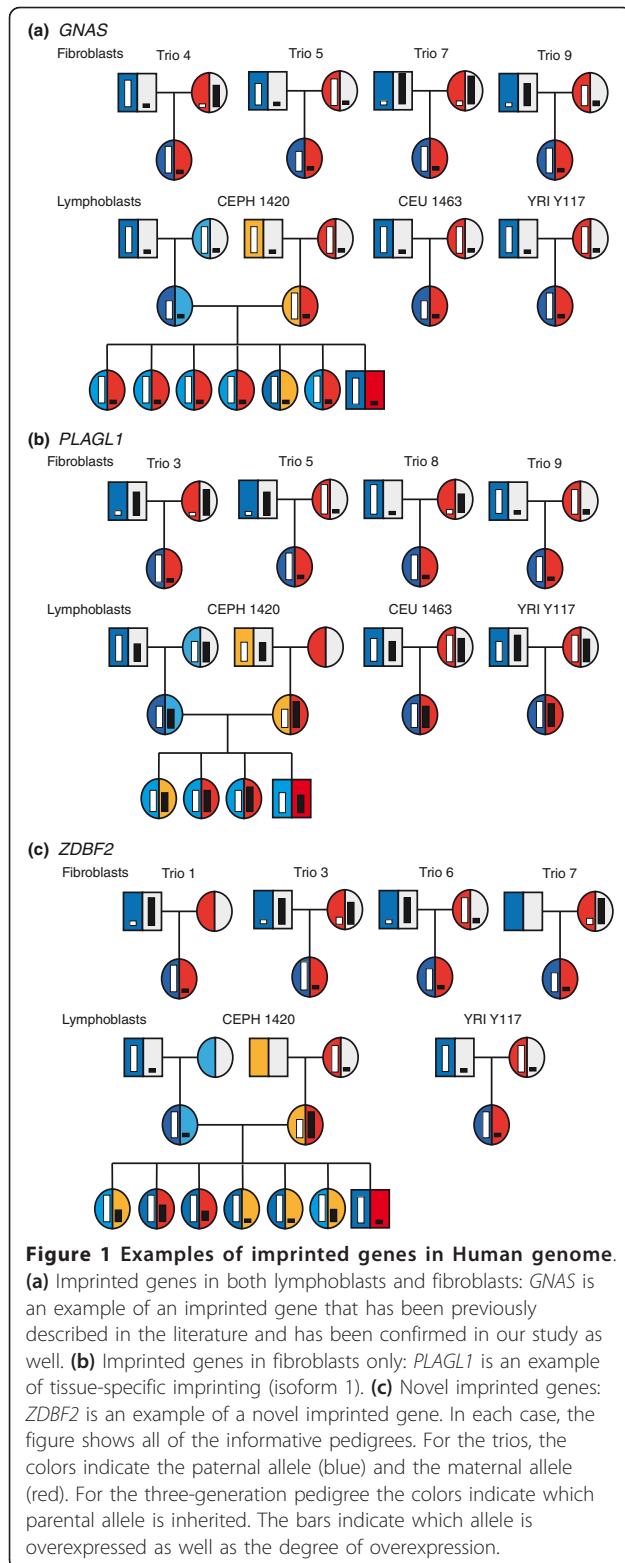 (a) GNAS
Fibroblasts Trio 4 Trio 5 Trio 7 Trio 9
Lymphoblasts CEPH 1420 CEU 1463 YRI Y117
(b) PLAGL1
Fibroblasts Trio 3 Trio 5 Trio 8 Trio 9
Lymphoblasts CEPH 1420 CEU 1463 YRI Y117
(c) ZDBF2
Fibroblasts Trio 1 Trio 3 Trio 6 Trio 7
Lymphoblasts CEPH 1420 YRI Y117
Figure 1 Examples of imprinted genes in Human genome.
(a) Imprinted genes in both lymphoblasts and fibroblasts: GNAS is
an example of an imprinted gene that has been previously
described in the literature and has been confirmed in our study as
well. (b) Imprinted genes in fibroblasts only: PLAGL1 is an example
of tissue-specific imprinting (isoform 1). (c) Novel imprinted genes:
ZDBF2 is an example of a novel imprinted gene. In each case, the
figure shows all of the informative pedigrees. For the trios, the
colors indicate the paternal allele (blue) and the maternal allele
(red). For the three-generation pedigree the colors indicate which
parental allele is inherited. The bars indicate which allele is
overexpressed as well as the degree of overexpression.